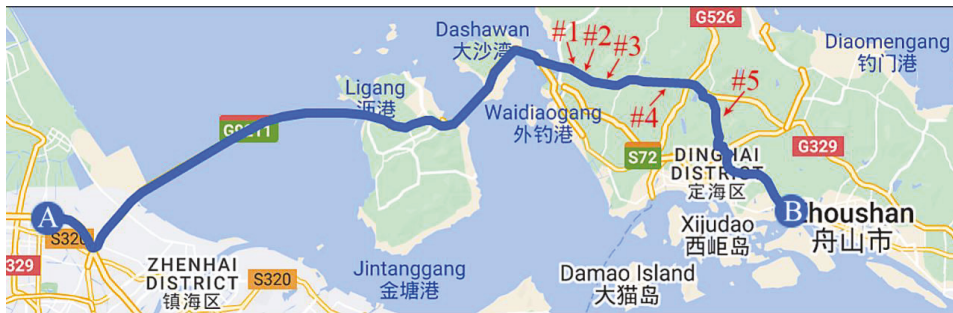 G526
Dashawan
大沙湾
#1
#2
#3
Diaomengang
钓门港
Ligang
沥港
Waidiaogang
外钓港
#4
#5
G9211
S72
DINGHAI
DISTRICT
定海区
G329
A
B
S320
329
ZHENHAI
DISTRICT
镇海区
S320
Jintanggang
金塘港
Xijudao
西岠岛
Damao Island
大猫岛
Zhoushan
舟山市